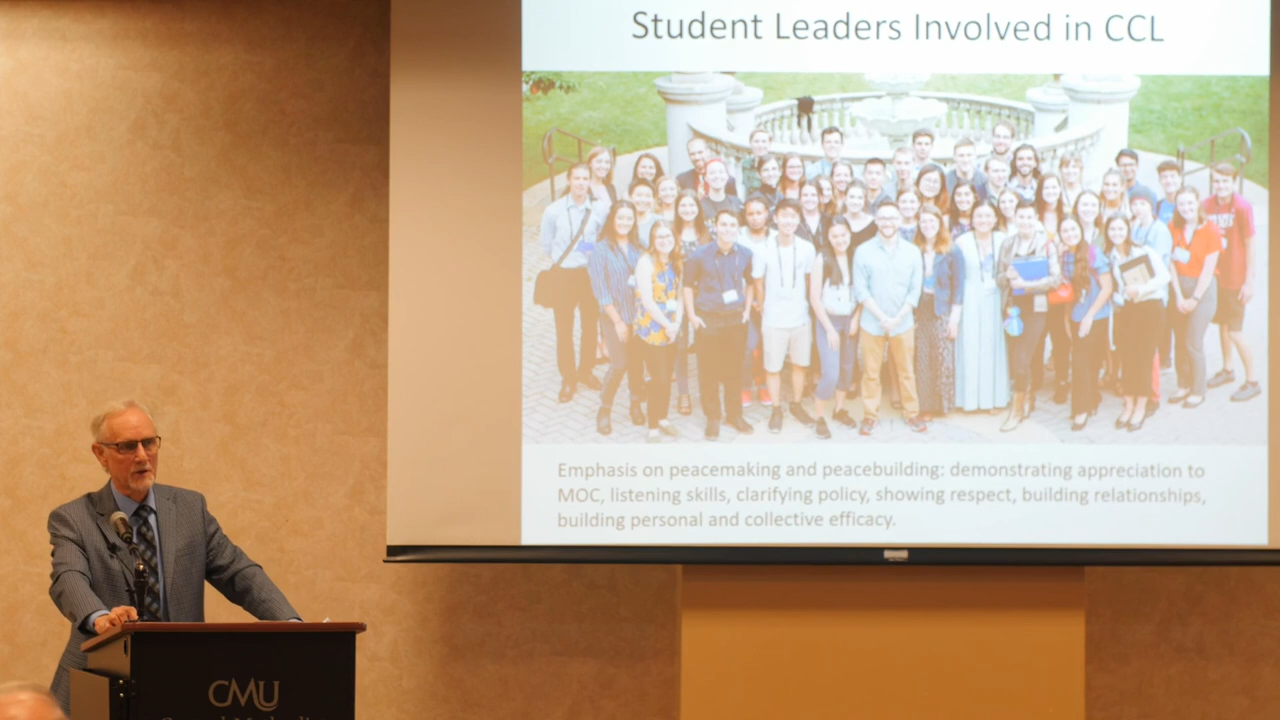 Student Leaders Involved in CCL
Emphasis on peacemaking and peacebuilding: demonstrating appreciation to
MOC, listening skills, clarifying policy, showing respect, building relationships,
building personal and collective efficacy.
CMU